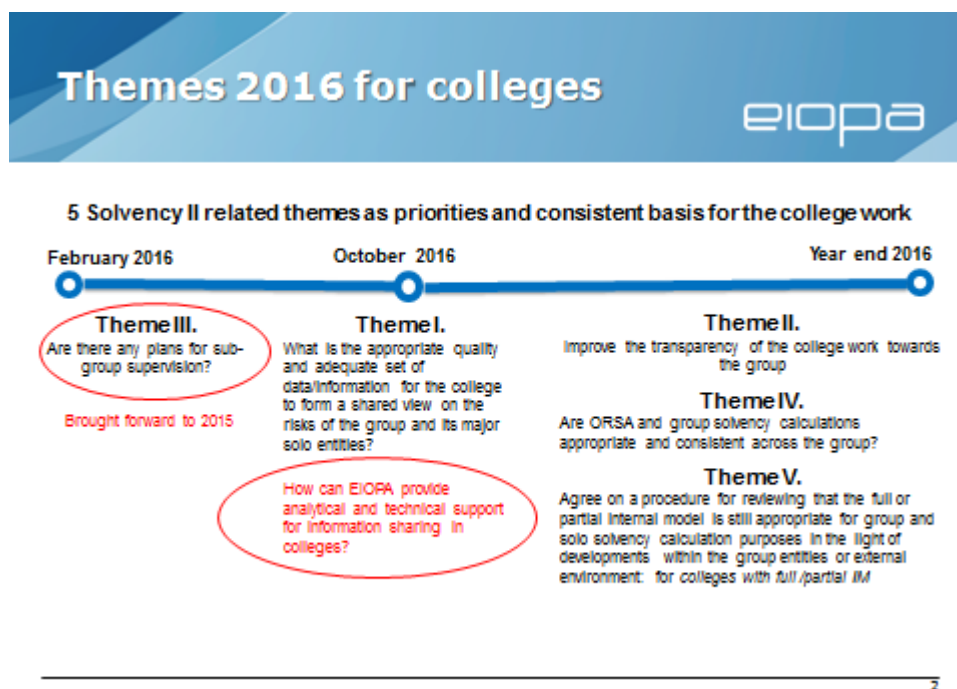 Themes 2016 for colleges
eiopa
5 Solvency II related themes as priorities and consistent basis for the college work
February 2016
October 2016
Year end 2016
Theme III.
Are there any plans for sub-
group supervision?
Brought forward to 2015
Theme I.
What is the appropriate quality
and adequate set of
data/information for the college
to form a shared view on the
risks of the group and its major
solo entities?
How can EIOPA provide
analytical and technical support
for information sharing in
colleges?
Theme II.
Improve the transparency of the college work towards
the group
Theme IV.
Are ORSA and group solvency calculations
appropriate and consistent across the group?
Theme V.
Agree on a procedure for reviewing that the full or
partial internal model is still appropriate for group and
solo solvency calculation purposes in the light of
developments within the group entities or external
environment: for colleges with full /partial IM
2